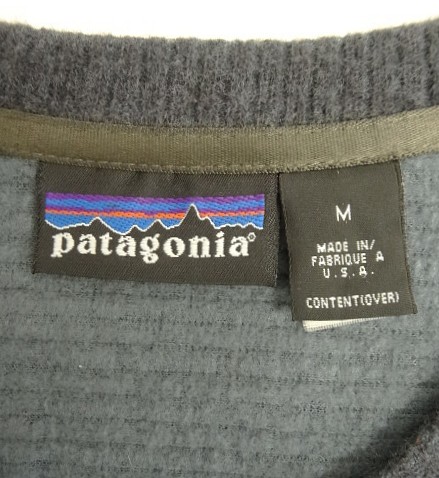 patagonia®
M
MADE IN/
FABRIQUE A
U.S.A.
CONTENT(OVER)